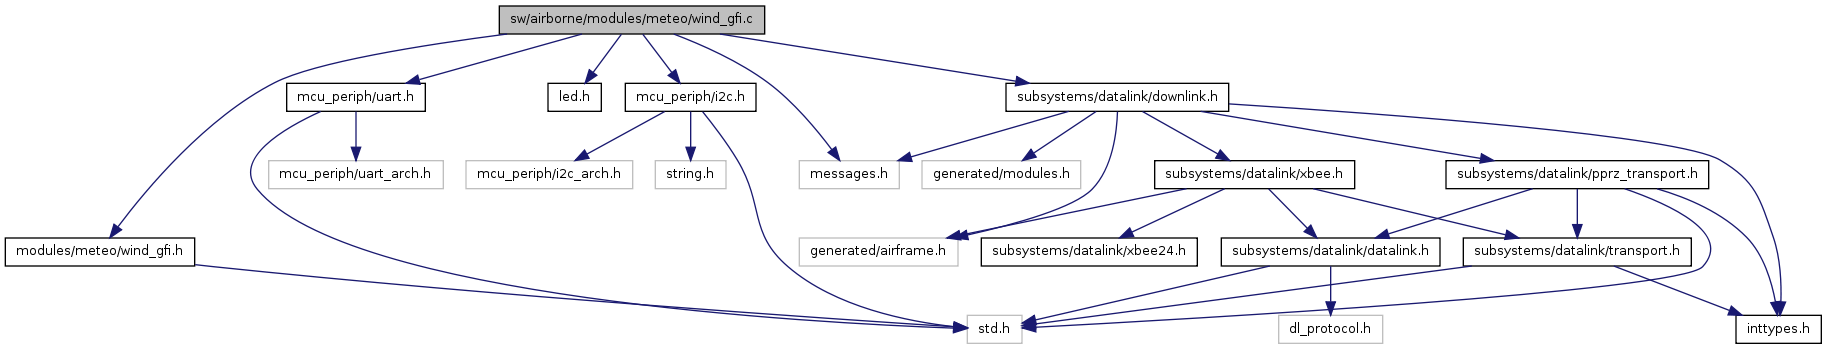 sw/airborne/modules/meteo/wind_gfi.c
mcu_periph/uart.h
led.h
mcu_periph/i2c.h
subsystems/datalink/downlink.h
mcu_periph/uart_arch.h
mcu_periph/i2c_arch.h
string.h
messages.h
generated/modules.h
subsystems/datalink/xbee.h
subsystems/datalink/pprz_transport.h
modules/meteo/wind_gfi.h
generated/airframe.h
subsystems/datalink/xbee24.h
subsystems/datalink/datalink.h
subsystems/datalink/transport.h
std.h
dl_protocol.h
inttypes.h